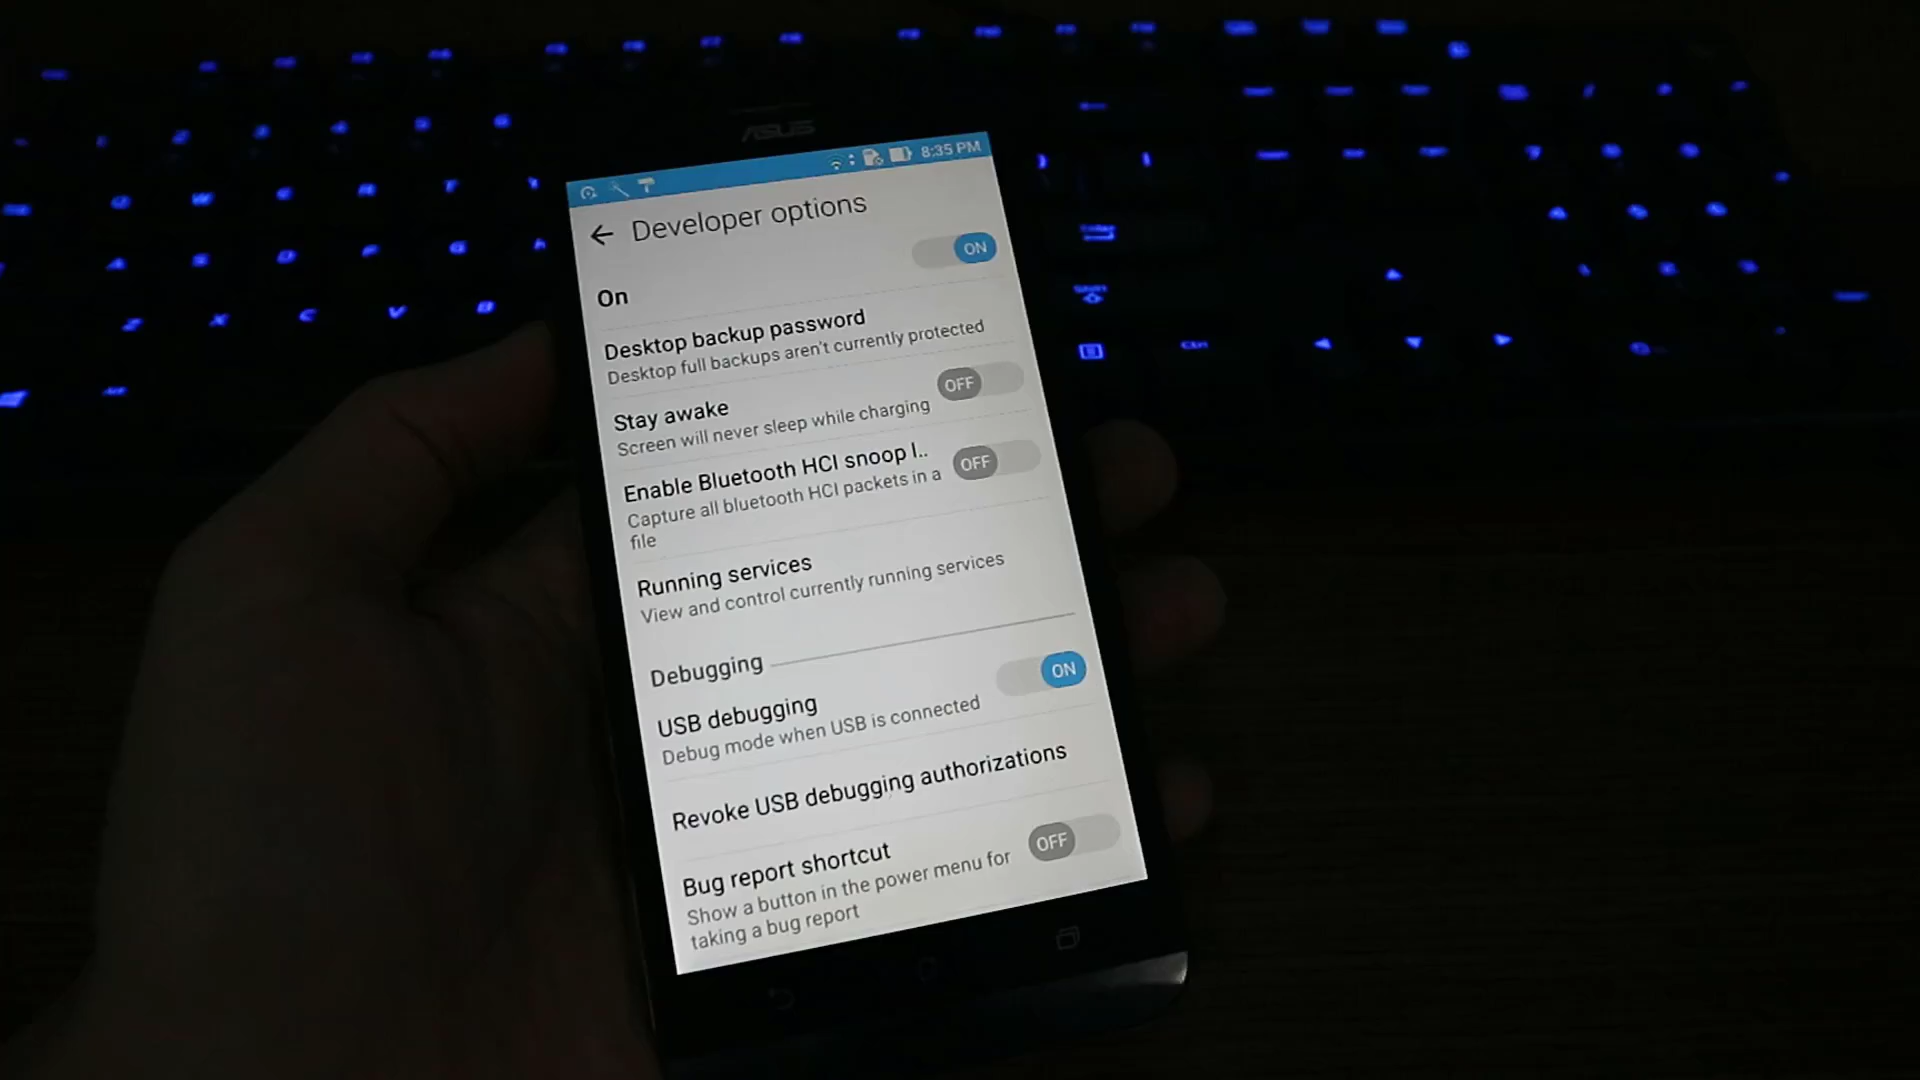 ASUS
8:35 PM
Developer options
ON
On
Desktop backup password
Desktop full backups aren't currently protected
Stay awake
OFF
Screen will never sleep while charging
Enable Bluetooth HCI snoop l..
OFF
Capture all bluetooth HCI packets in a
file
Running services
View and control currently running services
Debugging
USB debugging
ON
Debug mode when USB is connected
Revoke USB debugging authorizations
Bug report shortcut
OFF
Show a button in the power menu for
taking a bug report
Enter
Shift
Ctrl
Z X C V B